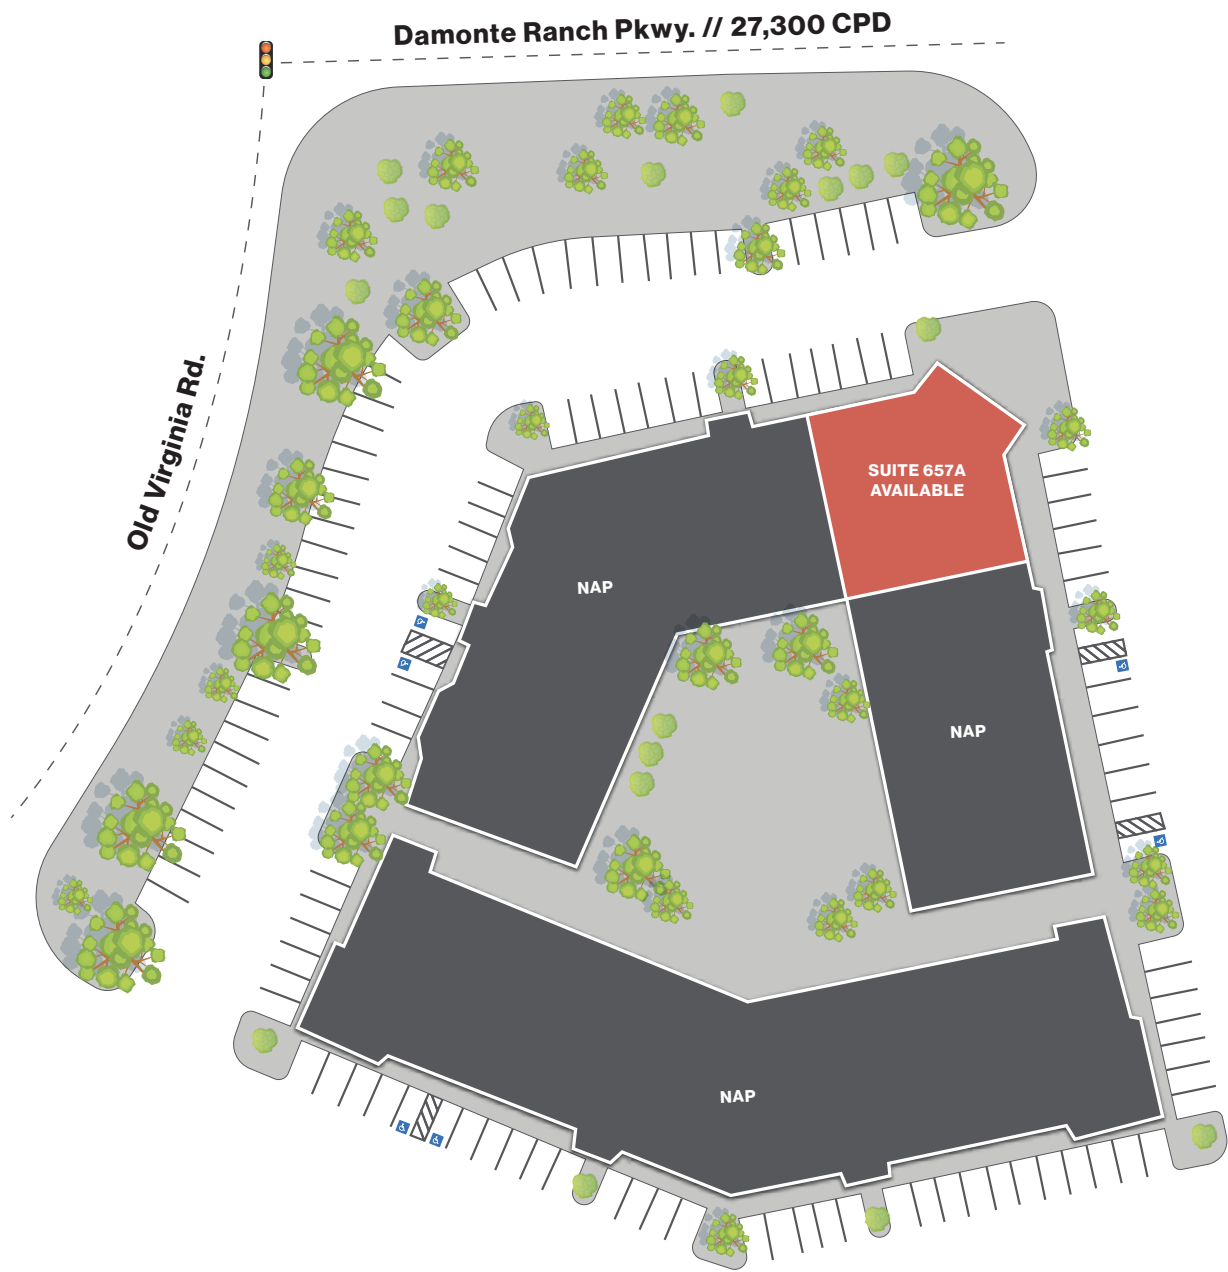 Damonte Ranch Pkwy. // 27,300 CPD
Old Virginia Rd.
SUITE 657A
AVAILABLE
NAP
NAP
NAP